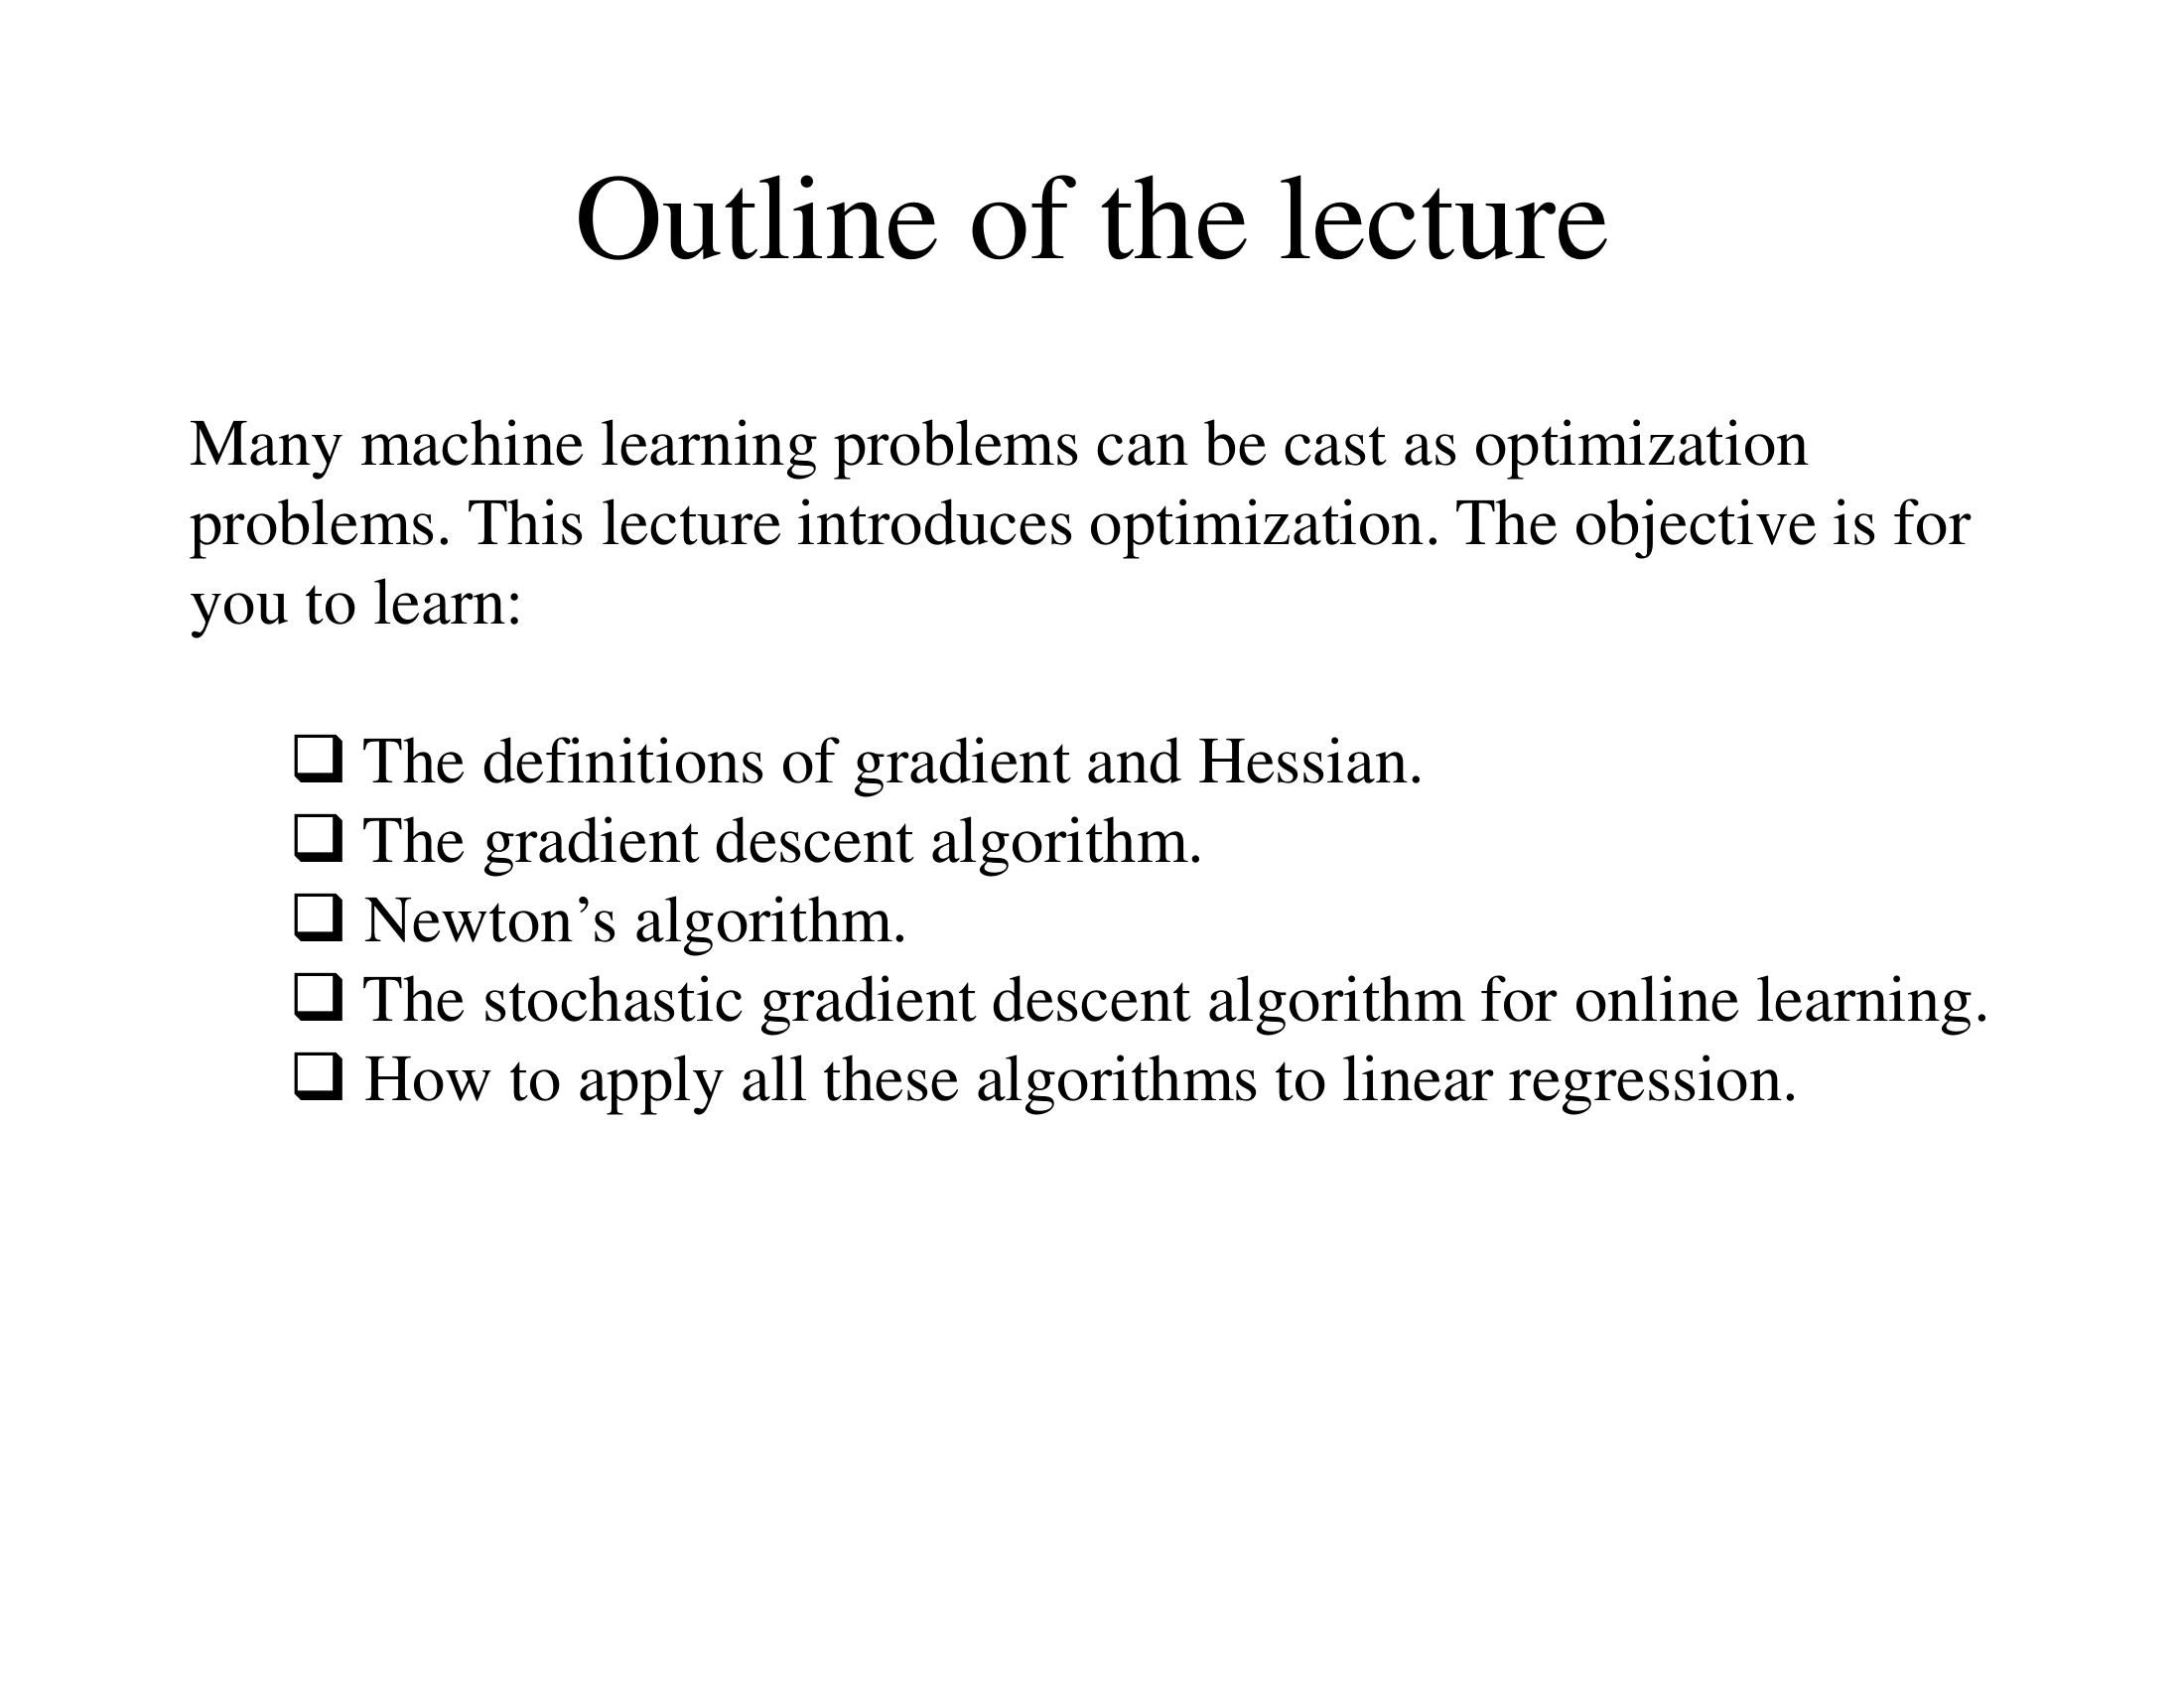 Outline of the lecture
Many machine learning problems can be cast as optimization
problems. This lecture introduces optimization. The objective is for
you to learn:
❑ The definitions of gradient and Hessian.
❑ The gradient descent algorithm.
❑ Newton’s algorithm.
❑ The stochastic gradient descent algorithm for online learning.
❑ How to apply all these algorithms to linear regression.